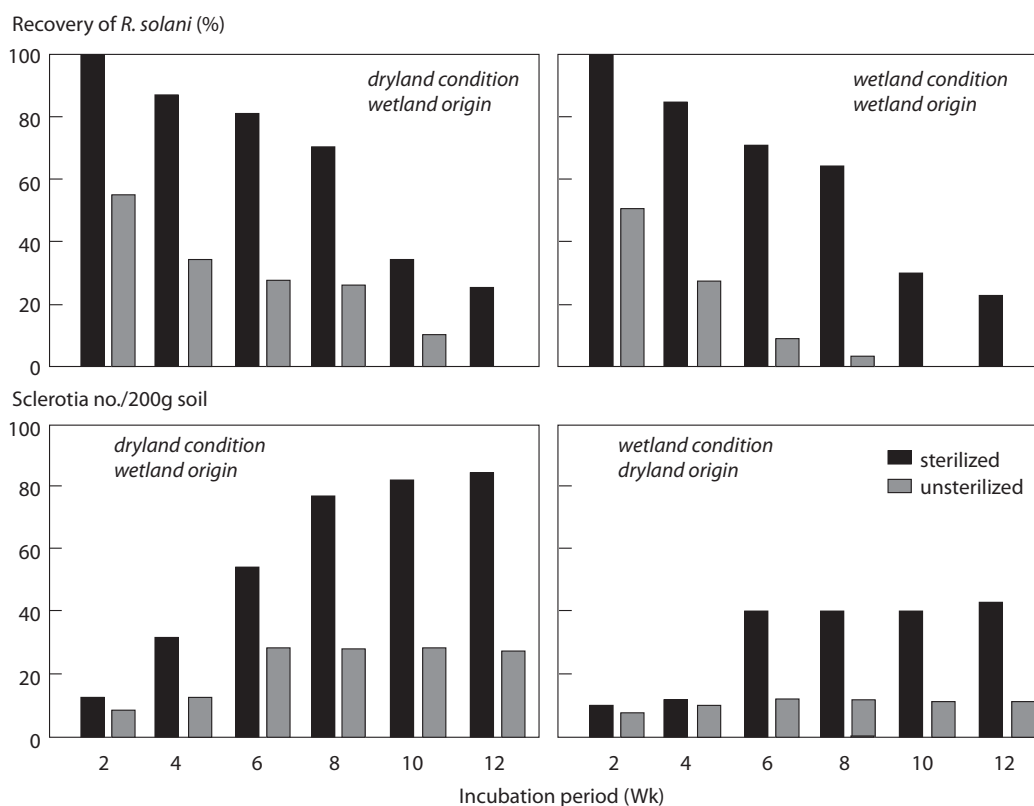 Recovery of R. solani (%)
100
80
60
40
20
0
dryland condition
wetland origin
wetland condition
wetland origin
Sclerotia no./200g soil
100
80
60
40
20
0
dryland condition
wetland origin
wetland condition
dryland origin
sterilized
unsterilized
2 4 6 8 10 12
2 4 6 8 10 12
Incubation period (Wk)